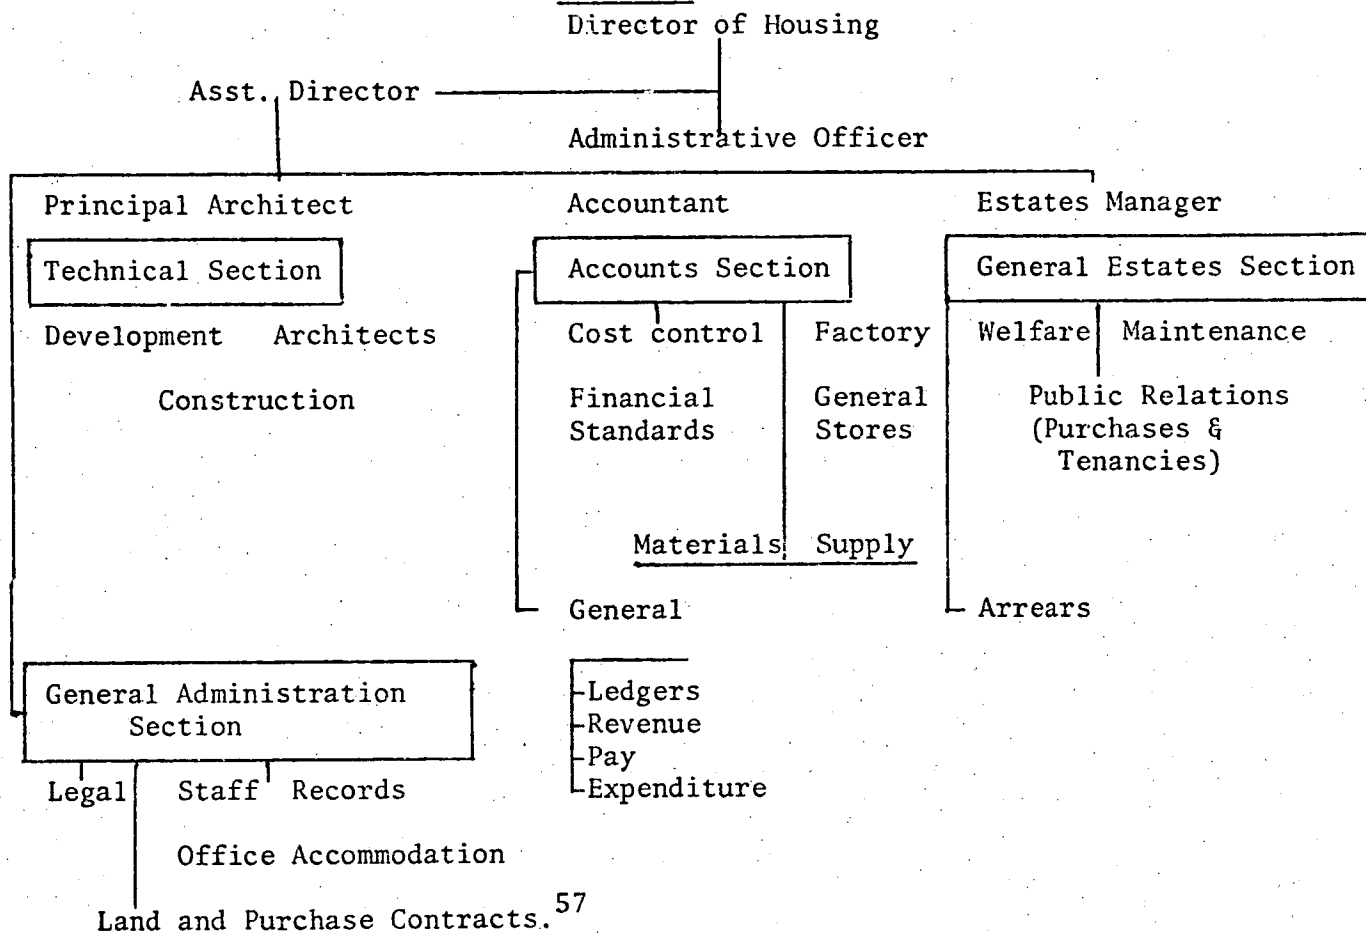 Director of Housing
Asst. Director
Administrative Officer
Principal Architect Accountant Estates Manager
Technical Section Accounts Section General Estates Section
Development Architects Cost control Factory Welfare Maintenance
Construction Financial General Public Relations
Standards Stores (Purchases &
Tenancies)
Materials Supply
General Arrears
General Administration Ledgers
Section Revenue
Pay
Legal Staff Records Expenditure
Office Accommodation
Land and Purchase Contracts.57